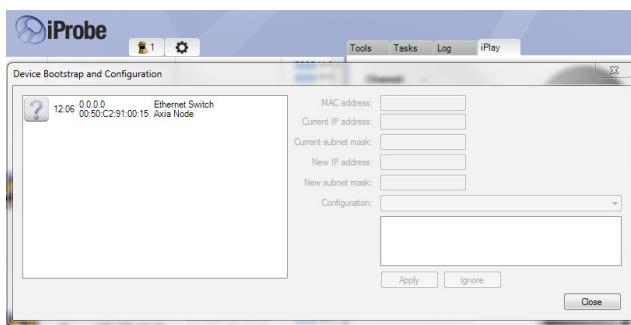 iProbe
1
Tools Tasks Log iPlay
Device Bootstrap and Configuration
12:06 0.0.0.0 Ethernet Switch
00:50:C2:91:00:15 Axia Node
MAC address:
Current IP address:
Current subnet mask:
New IP address:
New subnet mask:
Configuration:
Apply Ignore
Close